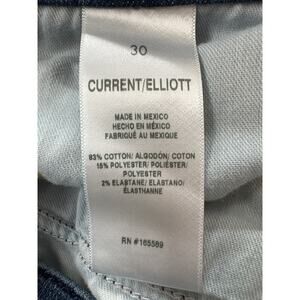 30
CURRENT/ELLIOTT
MADE IN MEXICO
HECHO EN MÉXICO
FABRIQUÉ AU MEXIQUE
83% COTTON/ ALGODÓN/ COTON
15% POLYESTER/ POLIÉSTER/
POLYESTER
2% ELASTANE/ ELASTANO/
ÉLASTHANNE
RN #165589